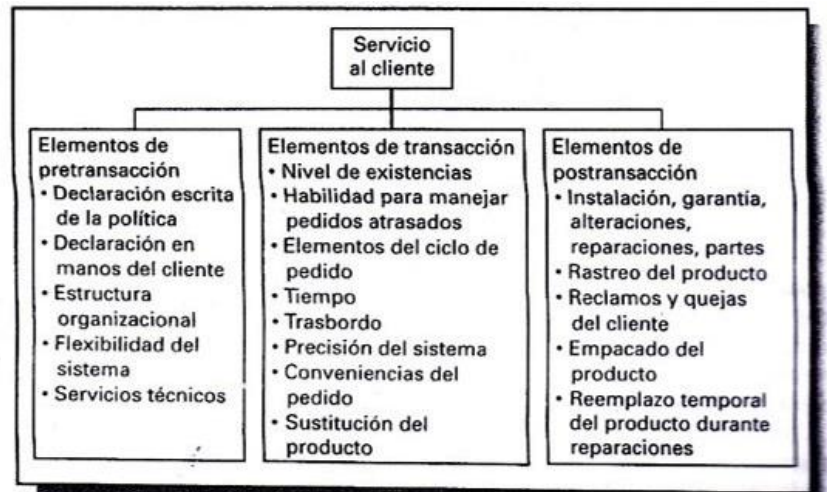 Servicio
al cliente
Elementos de
pretransacción
• Declaración escrita
de la política
• Declaración en
manos del cliente
• Estructura
organizacional
• Flexibilidad del
sistema
• Servicios técnicos
Elementos de transacción
• Nivel de existencias
• Habilidad para manejar
pedidos atrasados
• Elementos del ciclo de
pedido
• Tiempo
• Trasbordo
• Precisión del sistema
• Conveniencias del
pedido
• Sustitución del
producto
Elementos de
postransacción
• Instalación, garantía,
alteraciones,
reparaciones, partes
• Rastreo del producto
• Reclamos y quejas
del cliente
• Empacado del
producto
• Reemplazo temporal
del producto durante
reparaciones